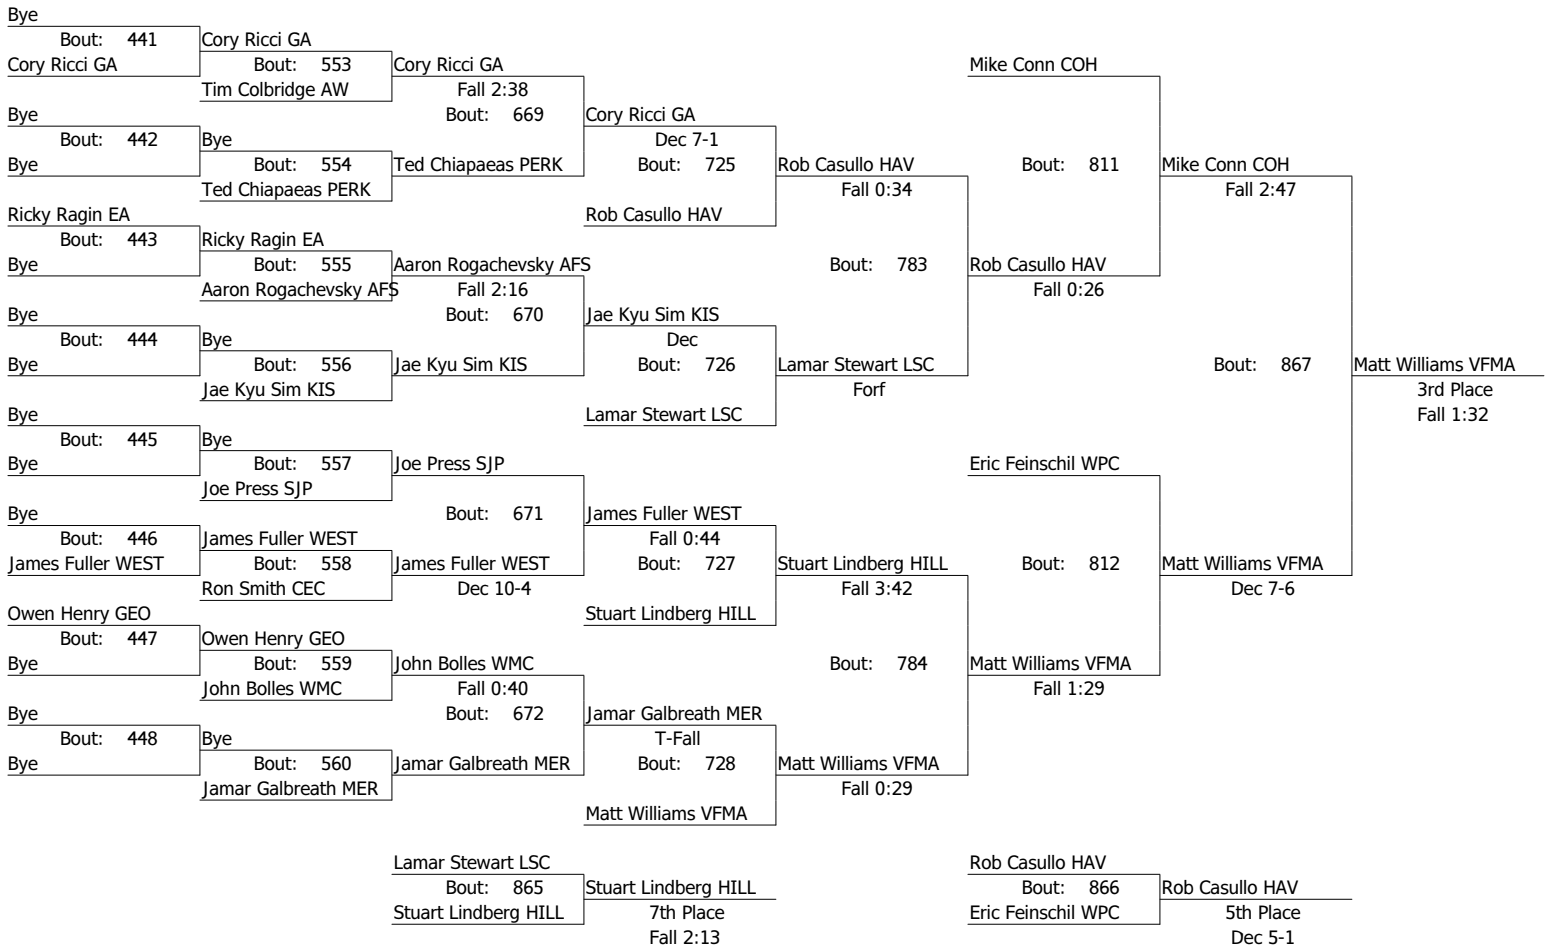 Bye
Bout: 441
Cory Ricci GA
Cory Ricci GA
Bout: 553
Tim Colbridge AW
Cory Ricci GA
Fall 2:38
Bout: 669
Bye
Bout: 442
Bye
Bye
Bout: 554
Ted Chiapaeas PERK
Ted Chiapaeas PERK
Cory Ricci GA
Dec 7-1
Bout: 725
Rob Casullo HAV
Rob Casullo HAV
Fall 0:34
Ricky Ragin EA
Bout: 443
Bye
Ricky Ragin EA
Bout: 555
Aaron Rogachevsky AFS
Aaron Rogachevsky AFS
Fall 2:16
Bout: 670
Bye
Bout: 444
Bye
Bye
Bout: 556
Jae Kyu Sim KIS
Jae Kyu Sim KIS
Jae Kyu Sim KIS
Dec
Bout: 726
Lamar Stewart LSC
Lamar Stewart LSC
Forf
Bout: 783
Rob Casullo HAV
Fall 0:26
Mike Conn COH
Bout: 811
Mike Conn COH
Fall 2:47
Bye
Bout: 445
Bye
Bye
Bout: 557
Joe Press SJP
Joe Press SJP
Bout: 671
Bye
Bout: 446
James Fuller WEST
James Fuller WEST
Bout: 558
Ron Smith CEC
James Fuller WEST
Dec 10-4
James Fuller WEST
Fall 0:44
Bout: 727
Stuart Lindberg HILL
Stuart Lindberg HILL
Fall 3:42
Owen Henry GEO
Bout: 447
Bye
Owen Henry GEO
Bout: 559
John Bolles WMC
John Bolles WMC
Fall 0:40
Bout: 672
Bye
Bout: 448
Bye
Bye
Bout: 560
Jamar Galbreath MER
Jamar Galbreath MER
Jamar Galbreath MER
T-Fall
Bout: 728
Matt Williams VFMA
Matt Williams VFMA
Fall 0:29
Bout: 784
Matt Williams VFMA
Fall 1:29
Eric Feinschil WPC
Bout: 812
Matt Williams VFMA
Dec 7-6
Bout: 867
Matt Williams VFMA
3rd Place
Fall 1:32
Lamar Stewart LSC
Bout: 865
Stuart Lindberg HILL
Stuart Lindberg HILL
7th Place
Fall 2:13
Rob Casullo HAV
Bout: 866
Eric Feinschil WPC
Rob Casullo HAV
5th Place
Dec 5-1